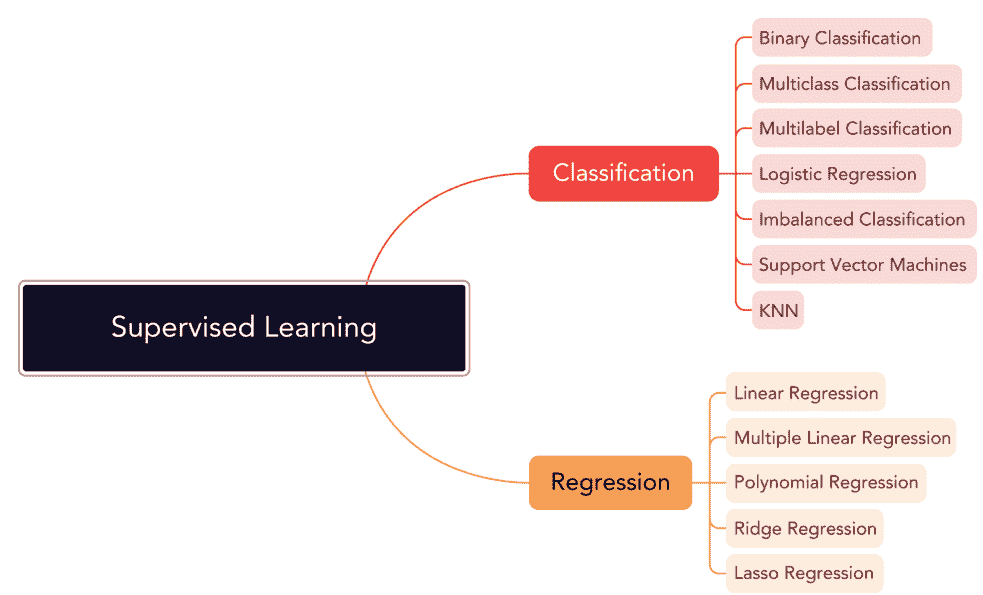 Supervised Learning
Classification
Binary Classification
Multiclass Classification
Multilabel Classification
Logistic Regression
Imbalanced Classification
Support Vector Machines
KNN
Regression
Linear Regression
Multiple Linear Regression
Polynomial Regression
Ridge Regression
Lasso Regression